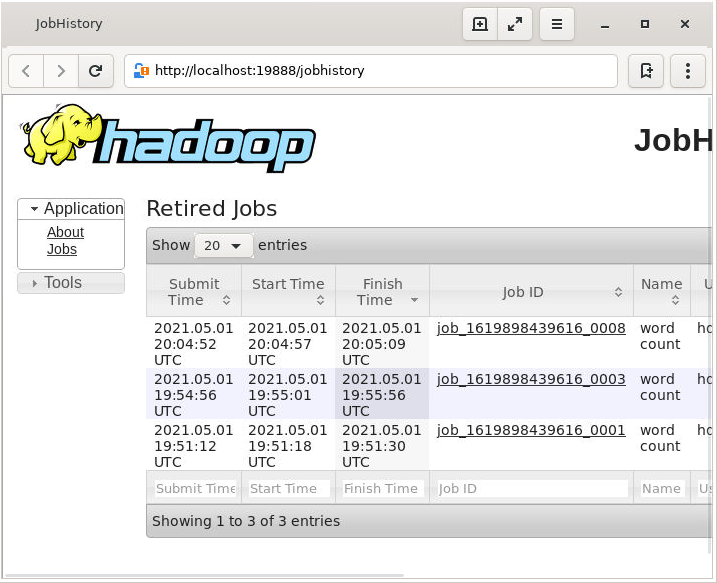 JobHistory
http://localhost:19888/jobhistory
hadoop
JobH
Application
About
Jobs
Tools
Retired Jobs
Show 20 entries
Submit Time Start Time Finish Time Job ID Name U
2021.05.01 20:04:52 UTC 2021.05.01 20:04:57 UTC 2021.05.01 20:05:09 UTC job_1619898439616_0008 word count
2021.05.01 19:54:56 UTC 2021.05.01 19:55:01 UTC 2021.05.01 19:55:56 UTC job_1619898439616_0003 word count
2021.05.01 19:51:12 UTC 2021.05.01 19:51:18 UTC 2021.05.01 19:51:30 UTC job_1619898439616_0001 word count
Submit Time Start Time Finish Time Job ID Name Us
Showing 1 to 3 of 3 entries